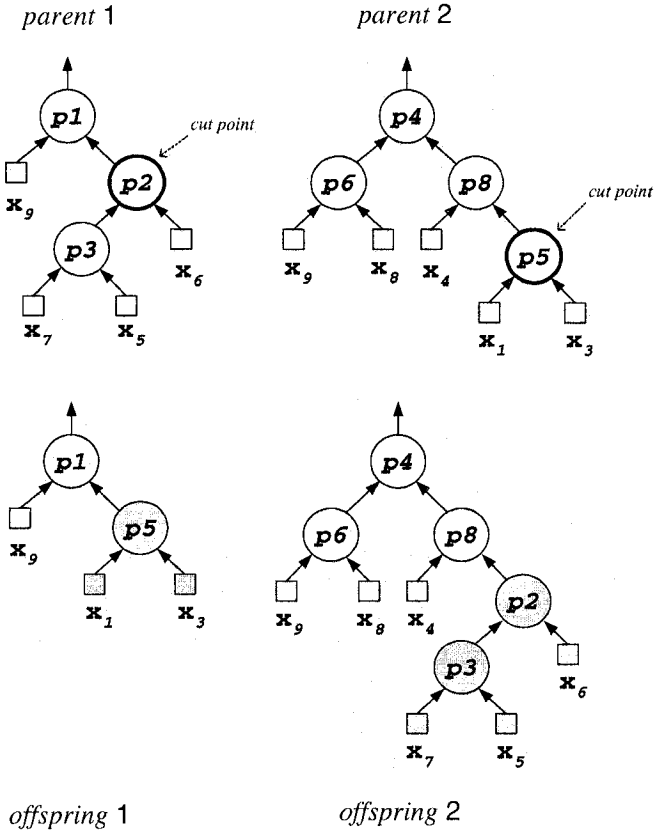 parent 1
parent 2
p1
cut point
p4
x9
p2
p6
p8
cut point
p3
x6
x9
x8
x4
p5
x7
x5
x1
x3
p1
p4
x9
p5
p6
p8
x1
x3
x9
x8
x4
p2
p3
x6
x7
x5
offspring 1
offspring 2